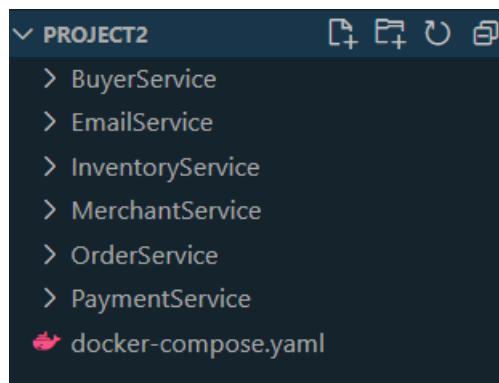 PROJECT2
BuyerService
EmailService
InventoryService
MerchantService
OrderService
PaymentService
docker-compose.yaml